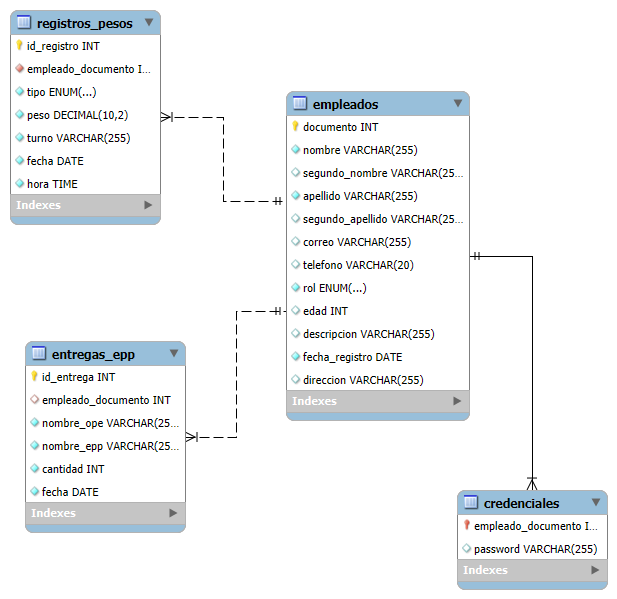 registros_pesos
id_registro INT
empleado_documento I...
tipo ENUM(...)
peso DECIMAL(10,2)
turno VARCHAR(255)
fecha DATE
hora TIME
Indexes
empleados
documento INT
nombre VARCHAR(255)
segundo_nombre VARCHAR(25...
apellido VARCHAR(255)
segundo_apellido VARCHAR(25...
correo VARCHAR(255)
telefono VARCHAR(20)
rol ENUM(...)
edad INT
descripcion VARCHAR(255)
fecha_registro DATE
direccion VARCHAR(255)
Indexes
entregas_epp
id_entrega INT
empleado_documento INT
nombre_ope VARCHAR(25...
nombre_epp VARCHAR(25...
cantidad INT
fecha DATE
Indexes
credenciales
empleado_documento I...
password VARCHAR(255)
Indexes